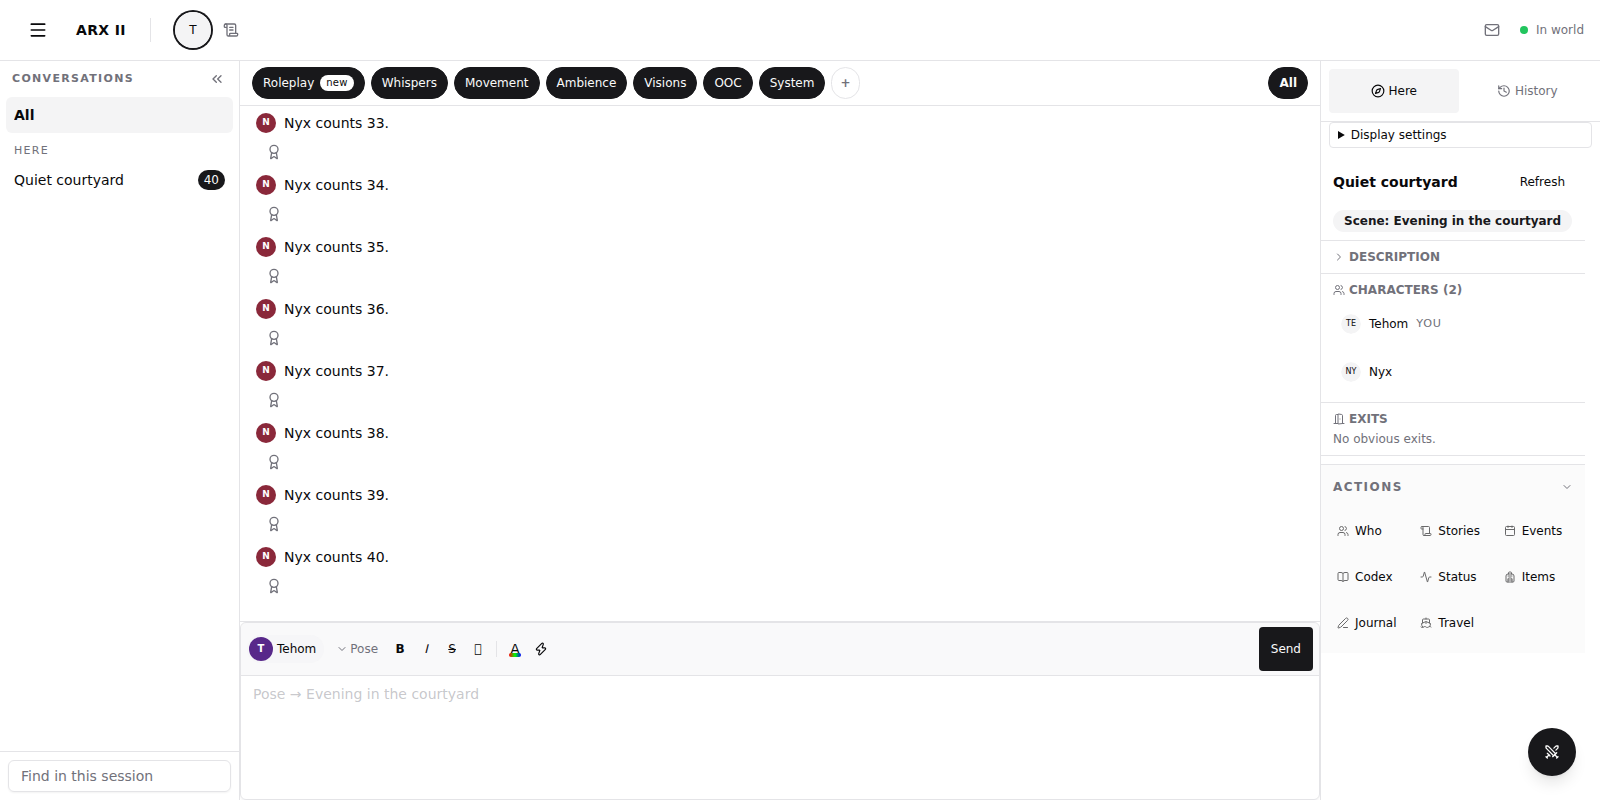 ARX II
T
In world
CONVERSATIONS
All
HERE
Quiet courtyard 40
Find in this session
Roleplay new
Whispers
Movement
Ambience
Visions
OOC
System
+
All
N Nyx counts 33.
N Nyx counts 34.
N Nyx counts 35.
N Nyx counts 36.
N Nyx counts 37.
N Nyx counts 38.
N Nyx counts 39.
N Nyx counts 40.
T Tehom
Pose
B I S A
Send
Pose → Evening in the courtyard
Here
History
Display settings
Quiet courtyard
Refresh
Scene: Evening in the courtyard
DESCRIPTION
CHARACTERS (2)
TE Tehom YOU
NY Nyx
EXITS
No obvious exits.
ACTIONS
Who Stories Events
Codex Status Items
Journal Travel